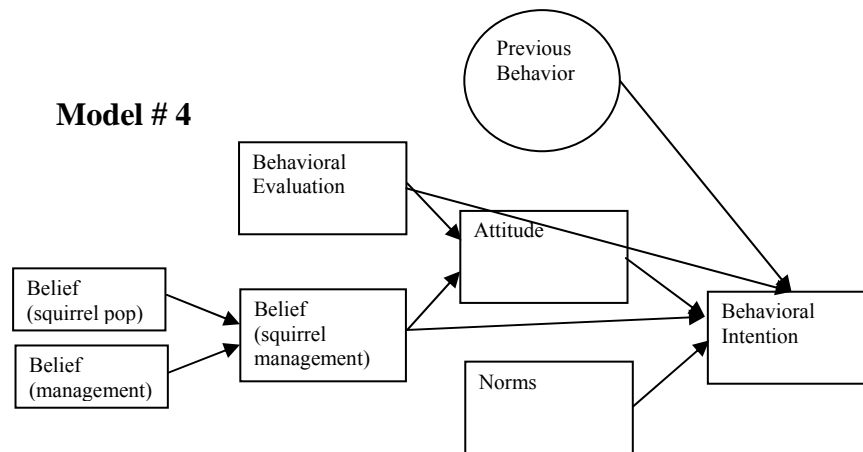 Previous
Behavior
Model # 4
Behavioral
Evaluation
Attitude
Belief
(squirrel pop)
Belief
(squirrel
management)
Behavioral
Intention
Belief
(management)
Norms